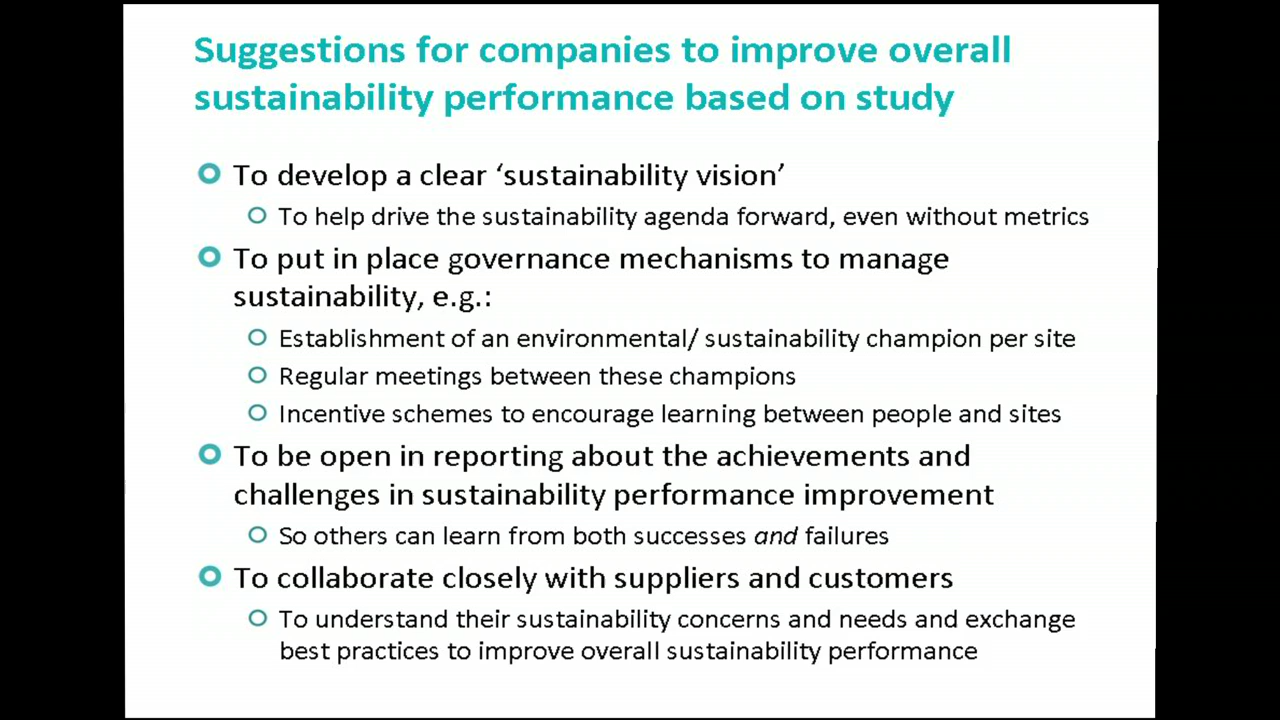 Suggestions for companies to improve overall
sustainability performance based on study
To develop a clear ‘sustainability vision’
To help drive the sustainability agenda forward, even without metrics
To put in place governance mechanisms to manage
sustainability, e.g.:
Establishment of an environmental/ sustainability champion per site
Regular meetings between these champions
Incentive schemes to encourage learning between people and sites
To be open in reporting about the achievements and
challenges in sustainability performance improvement
So others can learn from both successes and failures
To collaborate closely with suppliers and customers
To understand their sustainability concerns and needs and exchange
best practices to improve overall sustainability performance